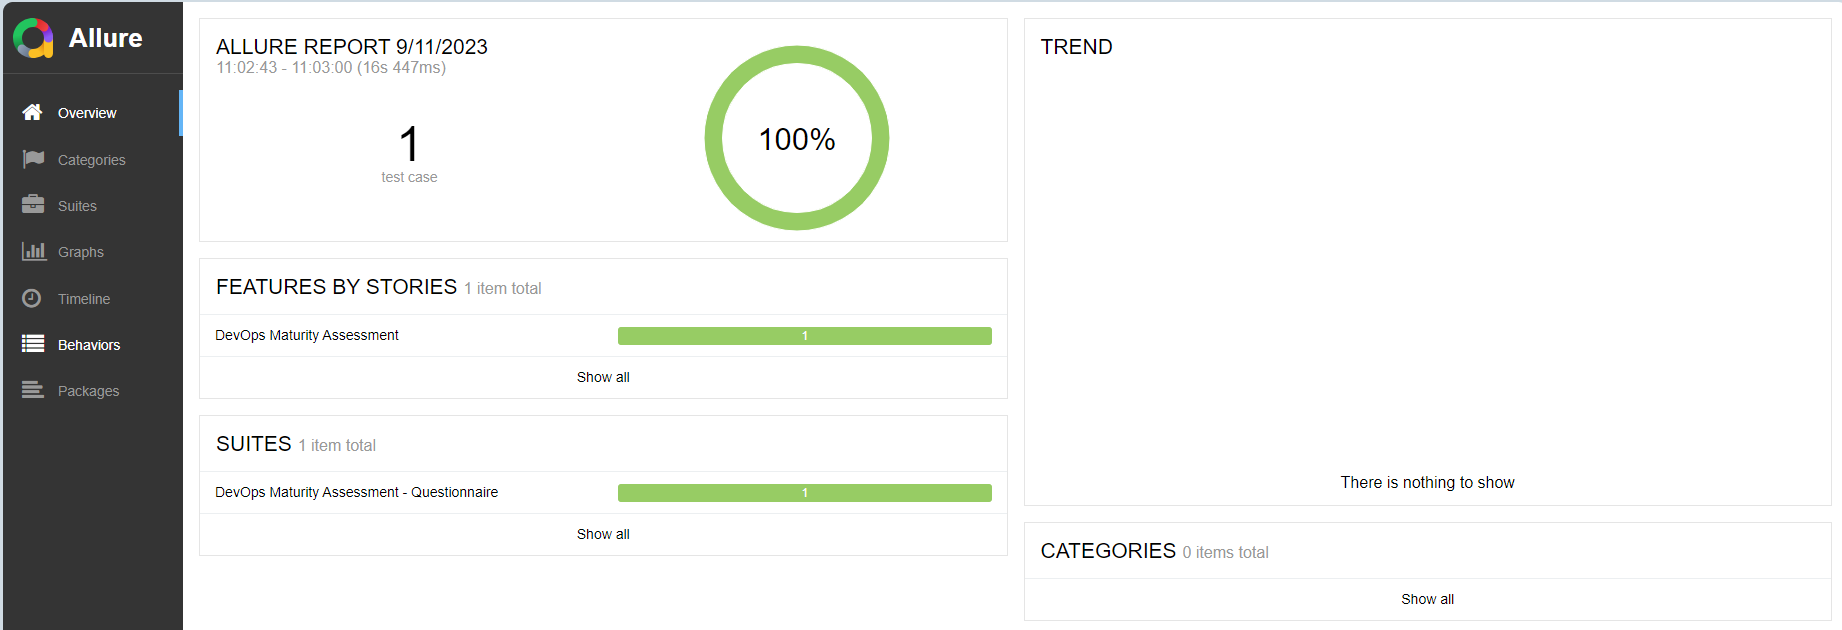 Allure
Overview
Categories
Suites
Graphs
Timeline
Behaviors
Packages
ALLURE REPORT 9/11/2023
11:02:43 - 11:03:00 (16s 447ms)
1
test case
100%
FEATURES BY STORIES 1 item total
DevOps Maturity Assessment 1
Show all
SUITES 1 item total
DevOps Maturity Assessment - Questionnaire 1
Show all
TREND
There is nothing to show
CATEGORIES 0 items total
Show all